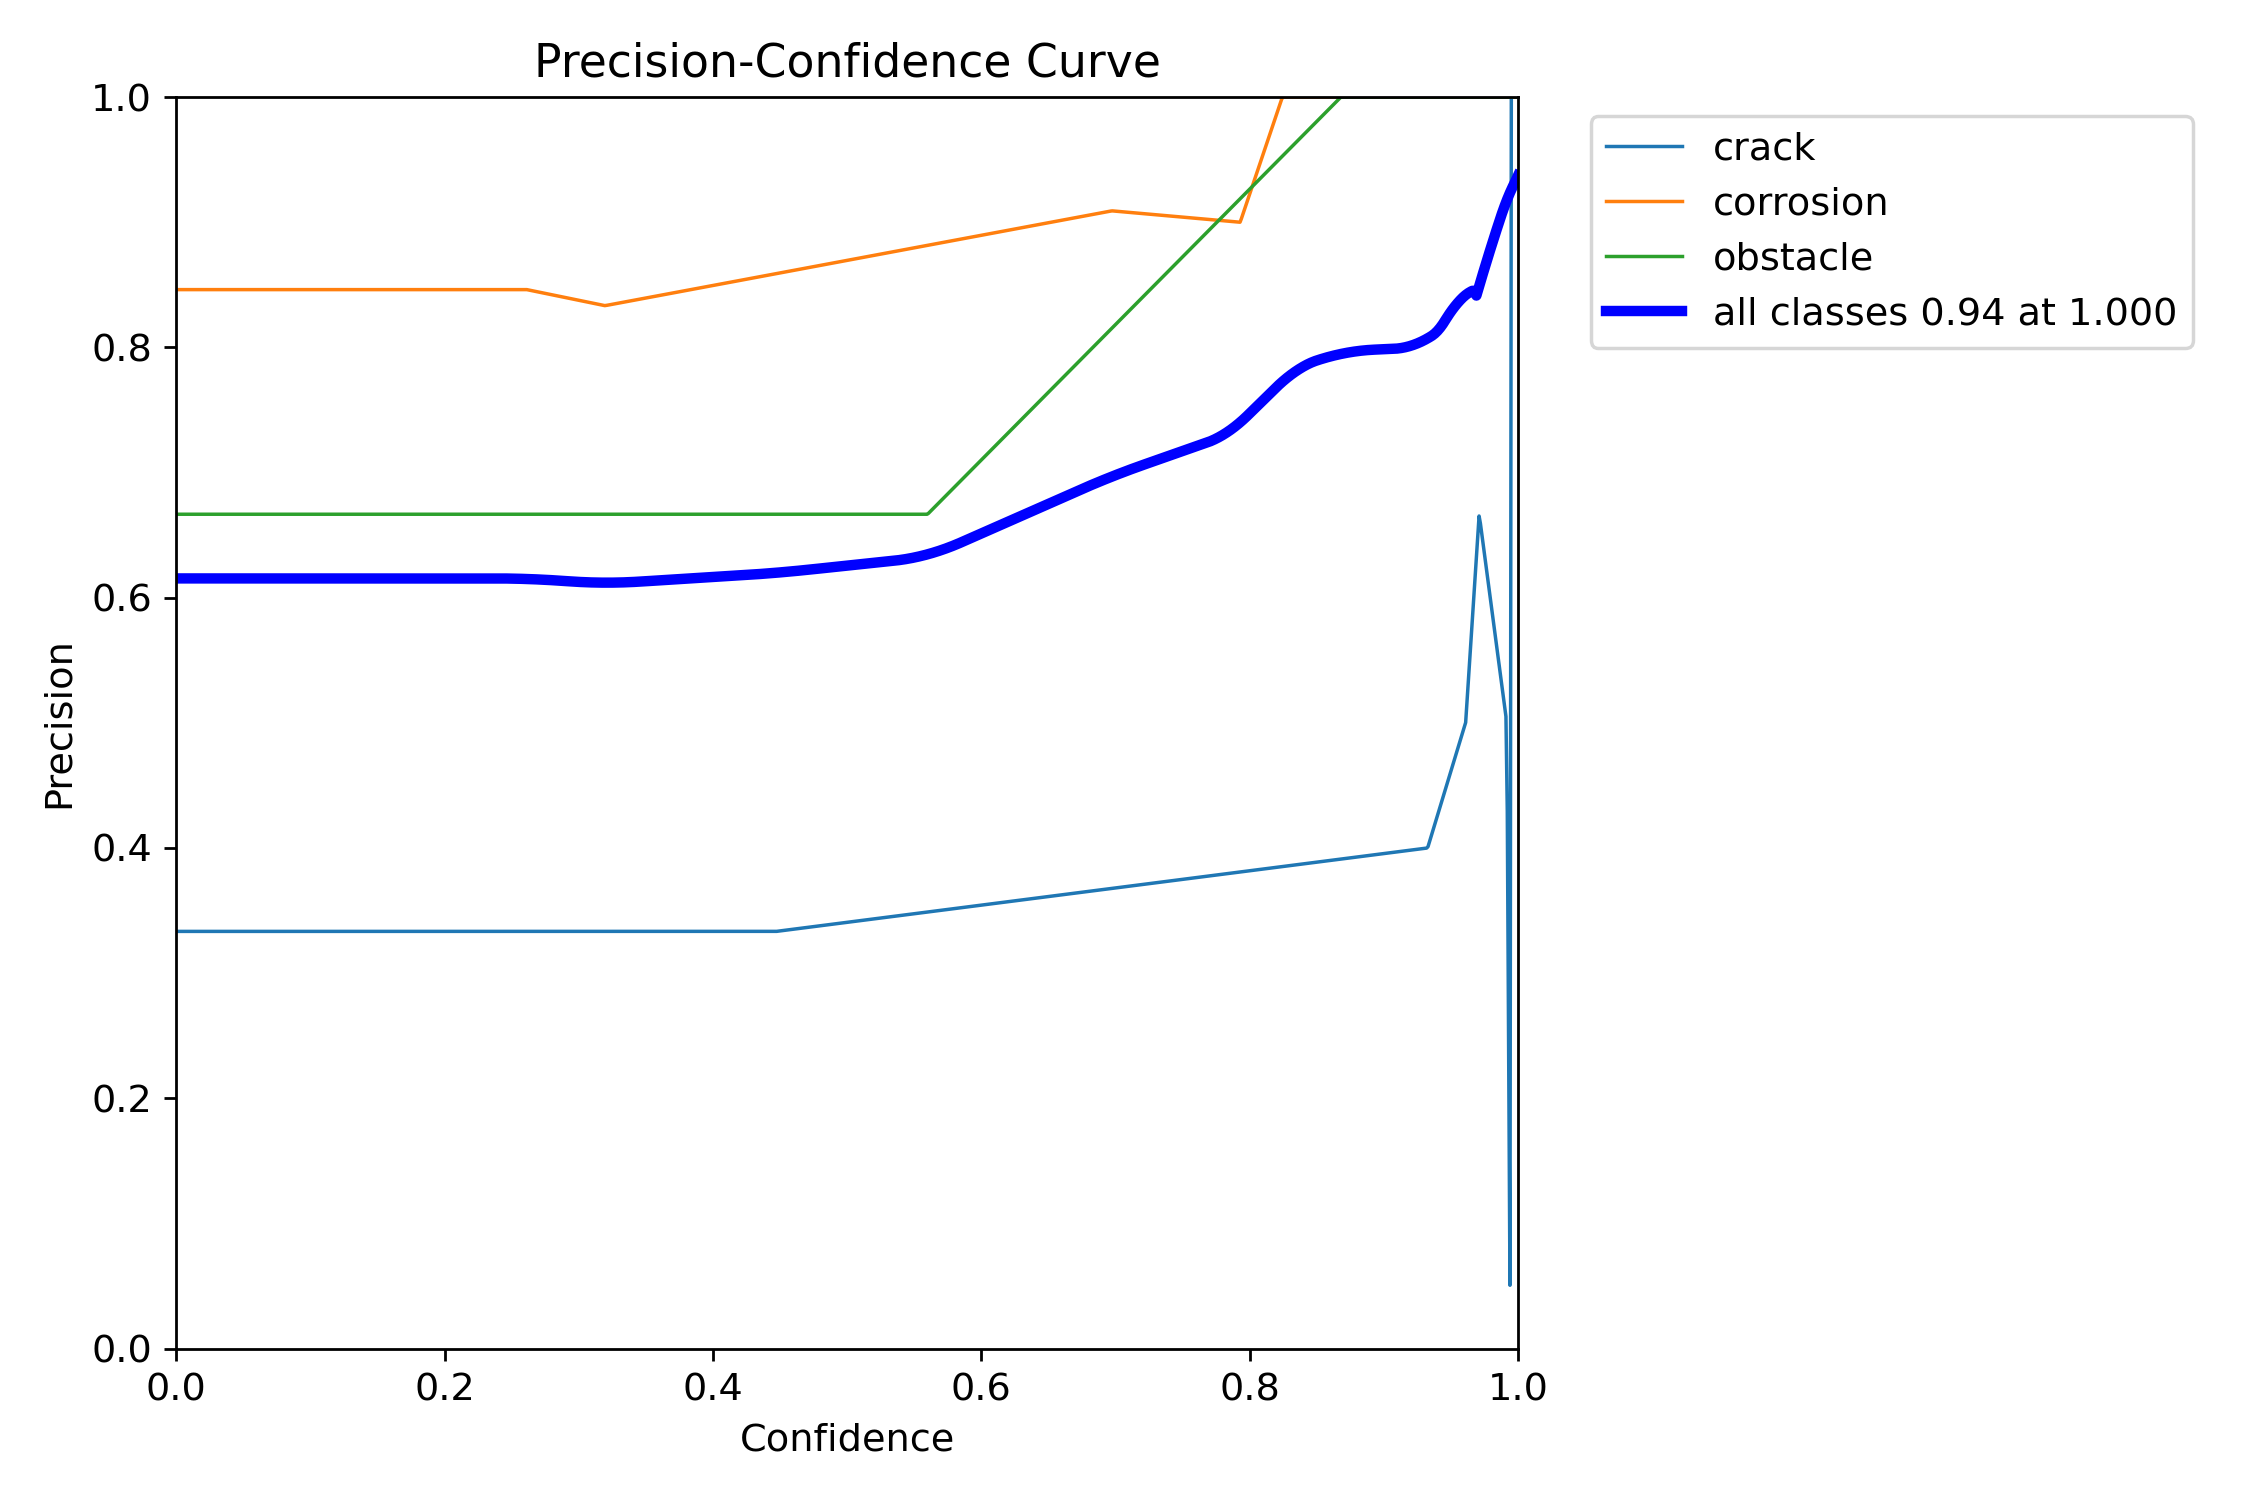 Precision-Confidence Curve
1.0
0.8
0.6
0.4
0.2
0.0
Precision
0.0 0.2 0.4 0.6 0.8 1.0
Confidence
crack
corrosion
obstacle
all classes 0.94 at 1.000